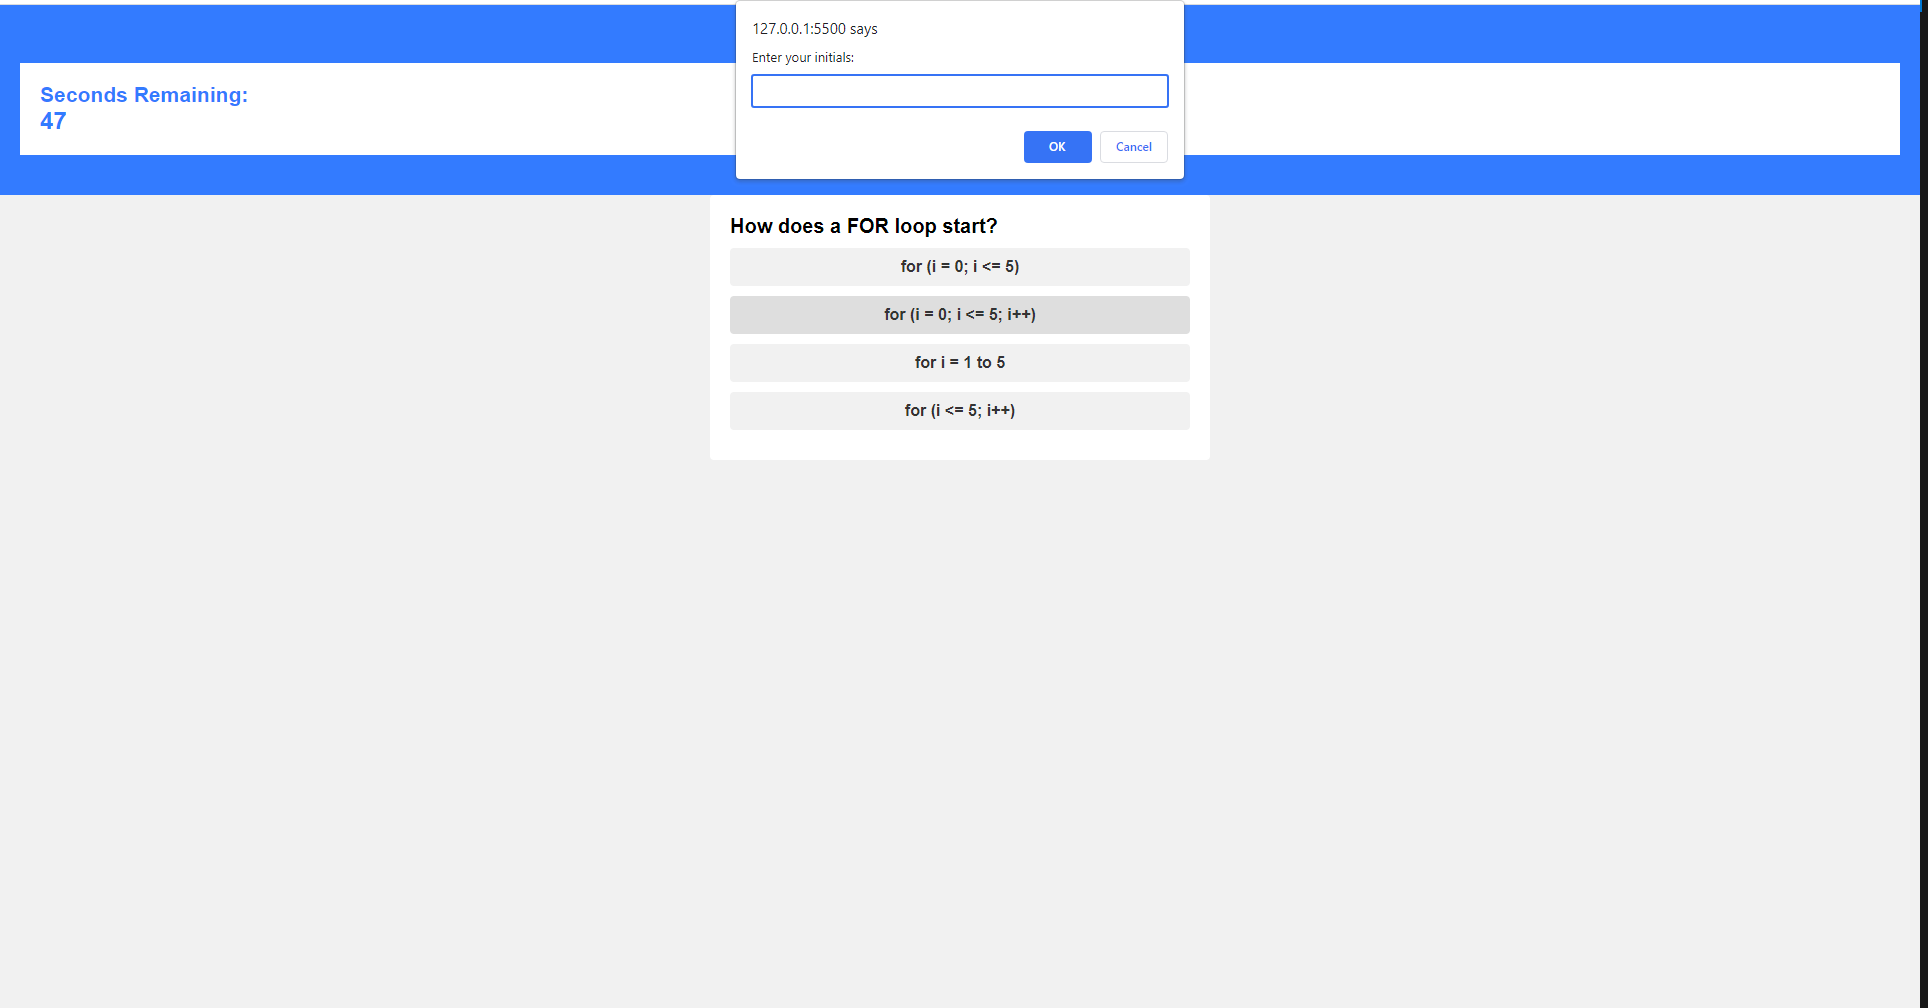 127.0.0.1:5500 says
Enter your initials:
OK
Cancel
Seconds Remaining:
47
How does a FOR loop start?
for (i = 0; i <= 5)
for (i = 0; i <= 5; i++)
for i = 1 to 5
for (i <= 5; i++)